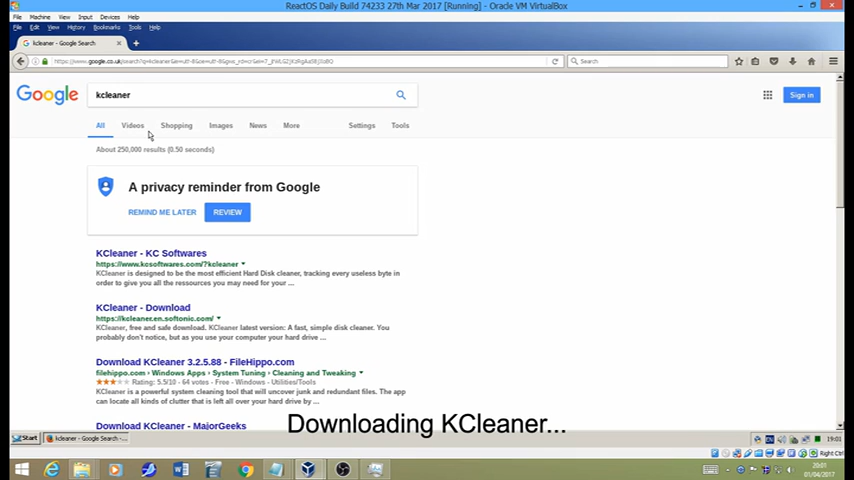 ReactOS Daily Build 74233 27th Mar 2017 [Running] - Oracle VM VirtualBox
File Machine View Input Devices Help
File Edit View History Bookmarks Tools Help
kcleaner - Google Search
Search
Google
kcleaner
Sign in
All Videos Shopping Images News More Settings Tools
About 250,000 results (0.50 seconds)
A privacy reminder from Google
REMIND ME LATER REVIEW
KCleaner - KC Softwares
https://www.kcsoftwares.com/?kcleaner
KCleaner is designed to be the most efficient Hard Disk cleaner, tracking every useless byte in
order to give you all the ressources you may need for your ...
KCleaner - Download
https://kcleaner.en.softonic.com/
KCleaner, free and safe download. KCleaner latest version: A fast, simple disk cleaner. You
probably don't notice, but as you use your computer your hard drive ...
Download KCleaner 3.2.5.88 - FileHippo.com
filehippo.com › Windows Apps › System Tuning › Cleaning and Tweaking
Rating: 5.5/10 - 64 votes - Free - Windows - Utilities/Tools
KCleaner is a powerful system cleaning tool that will uncover junk and redundant files. The app
can locate all kinds of clutter that is left all over your hard drive by ...
Download KCleaner - MajorGeeks
Downloading KCleaner...
Start
kcleaner - Google Search -...
19:01
Right Ctrl
20:01
01/04/2017